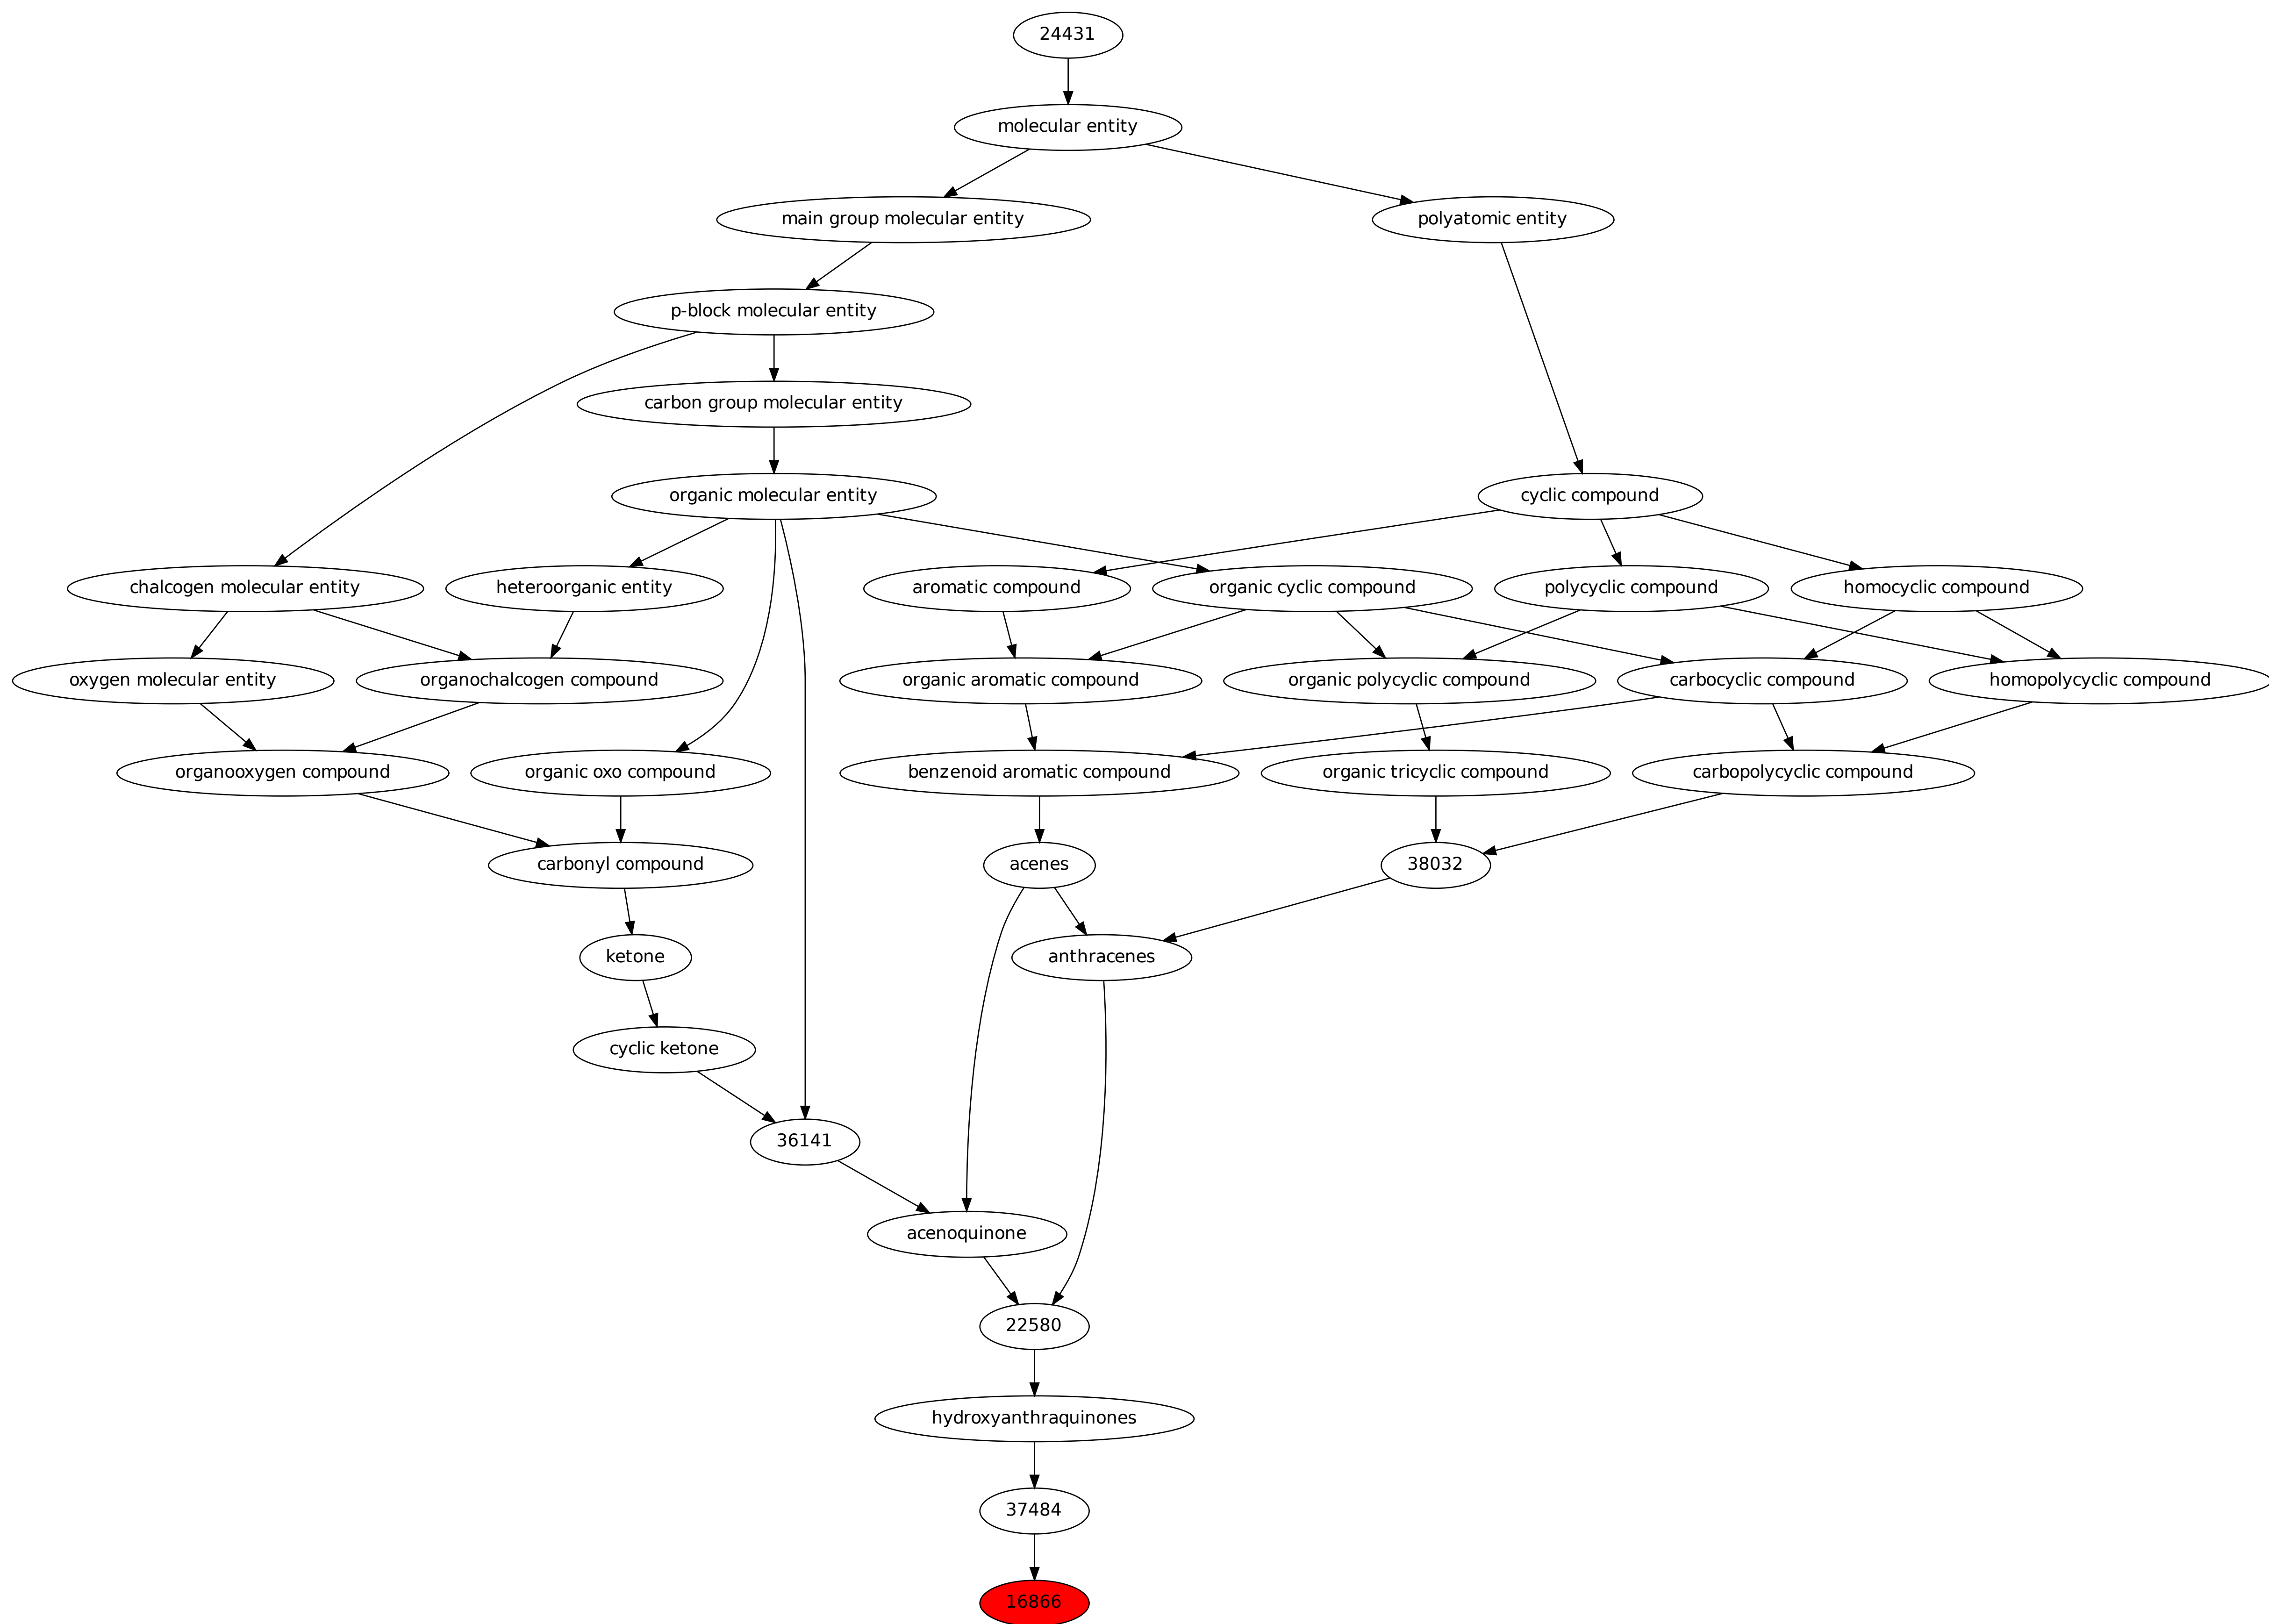 24431
molecular entity
main group molecular entity
polyatomic entity
p-block molecular entity
carbon group molecular entity
organic molecular entity
cyclic compound
chalcogen molecular entity
heteroorganic entity
aromatic compound
organic cyclic compound
polycyclic compound
homocyclic compound
oxygen molecular entity
organochalcogen compound
organic aromatic compound
organic polycyclic compound
carbocyclic compound
homopolycyclic compound
organooxygen compound
organic oxo compound
benzenoid aromatic compound
organic tricyclic compound
carbopolycyclic compound
carbonyl compound
acenes
38032
ketone
anthracenes
cyclic ketone
36141
acenoquinone
22580
hydroxyanthraquinones
37484
16866